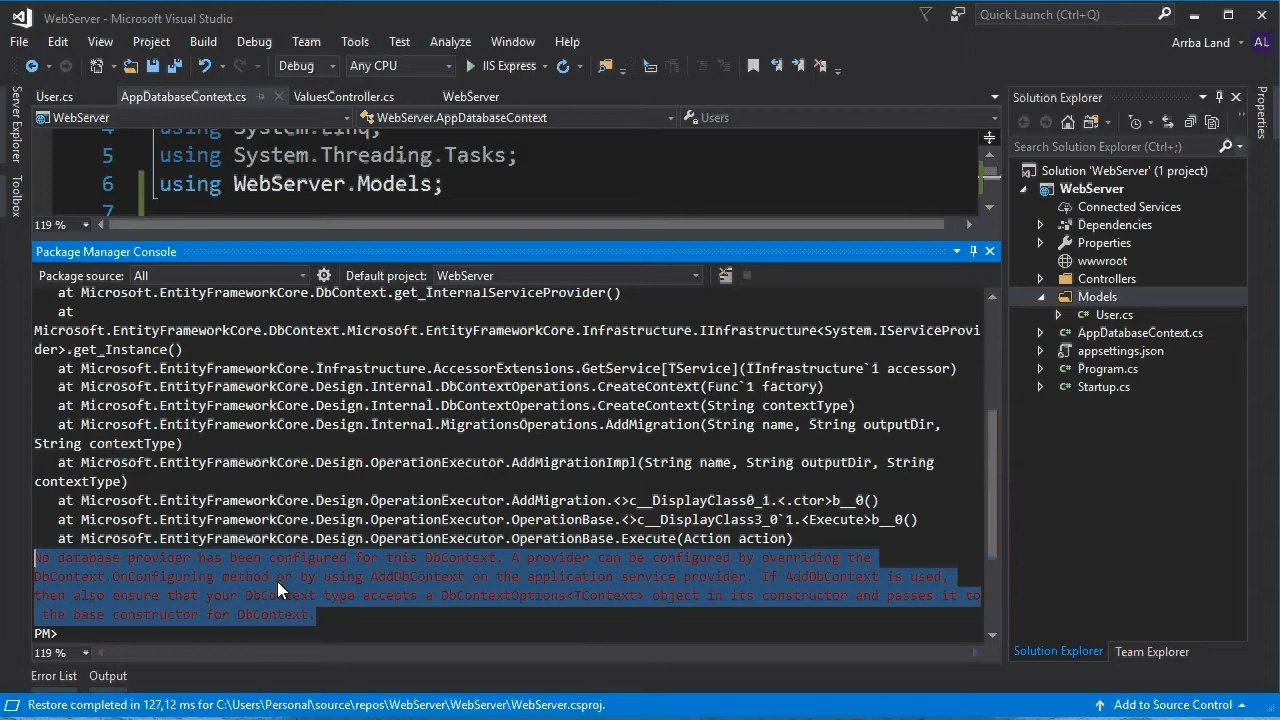 WebServer - Microsoft Visual Studio
Quick Launch (Ctrl+Q)
File Edit View Project Build Debug Team Tools Test Analyze Window Help
Arrba Land AL
Debug Any CPU IIS Express
User.cs AppDatabaseContext.cs ValuesController.cs WebServer
WebServer WebServer.AppDatabaseContext Users
4 using System.Linq;
5 using System.Threading.Tasks;
6 using WebServer.Models;
7
119 %
Package Manager Console
Package source: All Default project: WebServer
at Microsoft.EntityFrameworkCore.DbContext.get_InternalServiceProvider()
at
Microsoft.EntityFrameworkCore.DbContext.Microsoft.EntityFrameworkCore.Infrastructure.IInfrastructure<System.IServiceProvi
der>.get_Instance()
at Microsoft.EntityFrameworkCore.Infrastructure.AccessorExtensions.GetService[TService](IInfrastructure`1 accessor)
at Microsoft.EntityFrameworkCore.Design.Internal.DbContextOperations.CreateContext(Func`1 factory)
at Microsoft.EntityFrameworkCore.Design.Internal.DbContextOperations.CreateContext(String contextType)
at Microsoft.EntityFrameworkCore.Design.Internal.MigrationsOperations.AddMigration(String name, String outputDir,
String contextType)
at Microsoft.EntityFrameworkCore.Design.OperationExecutor.AddMigrationImpl(String name, String outputDir, String
contextType)
at Microsoft.EntityFrameworkCore.Design.OperationExecutor.AddMigration.<>c__DisplayClass0_1.<.ctor>b__0()
at Microsoft.EntityFrameworkCore.Design.OperationExecutor.OperationBase.<>c__DisplayClass3_0`1.<Execute>b__0()
at Microsoft.EntityFrameworkCore.Design.OperationExecutor.OperationBase.Execute(Action action)
No database provider has been configured for this DbContext. A provider can be configured by overriding the
DbContext.OnConfiguring method or by using AddDbContext on the application service provider. If AddDbContext is used,
then also ensure that your DbContext type accepts a DbContextOptions<TContext> object in its constructor and passes it to
the base constructor for DbContext.
PM>
119 %
Error List Output
Restore completed in 127,12 ms for C:\Users\Personal\source\repos\WebServer\WebServer\WebServer.csproj.
Add to Source Control
Server Explorer
Toolbox
Solution Explorer
Search Solution Explorer (Ctrl+;)
Solution 'WebServer' (1 project)
WebServer
Connected Services
Dependencies
Properties
wwwroot
Controllers
Models
C# User.cs
C# AppDatabaseContext.cs
appsettings.json
C# Program.cs
C# Startup.cs
Solution Explorer Team Explorer
Properties